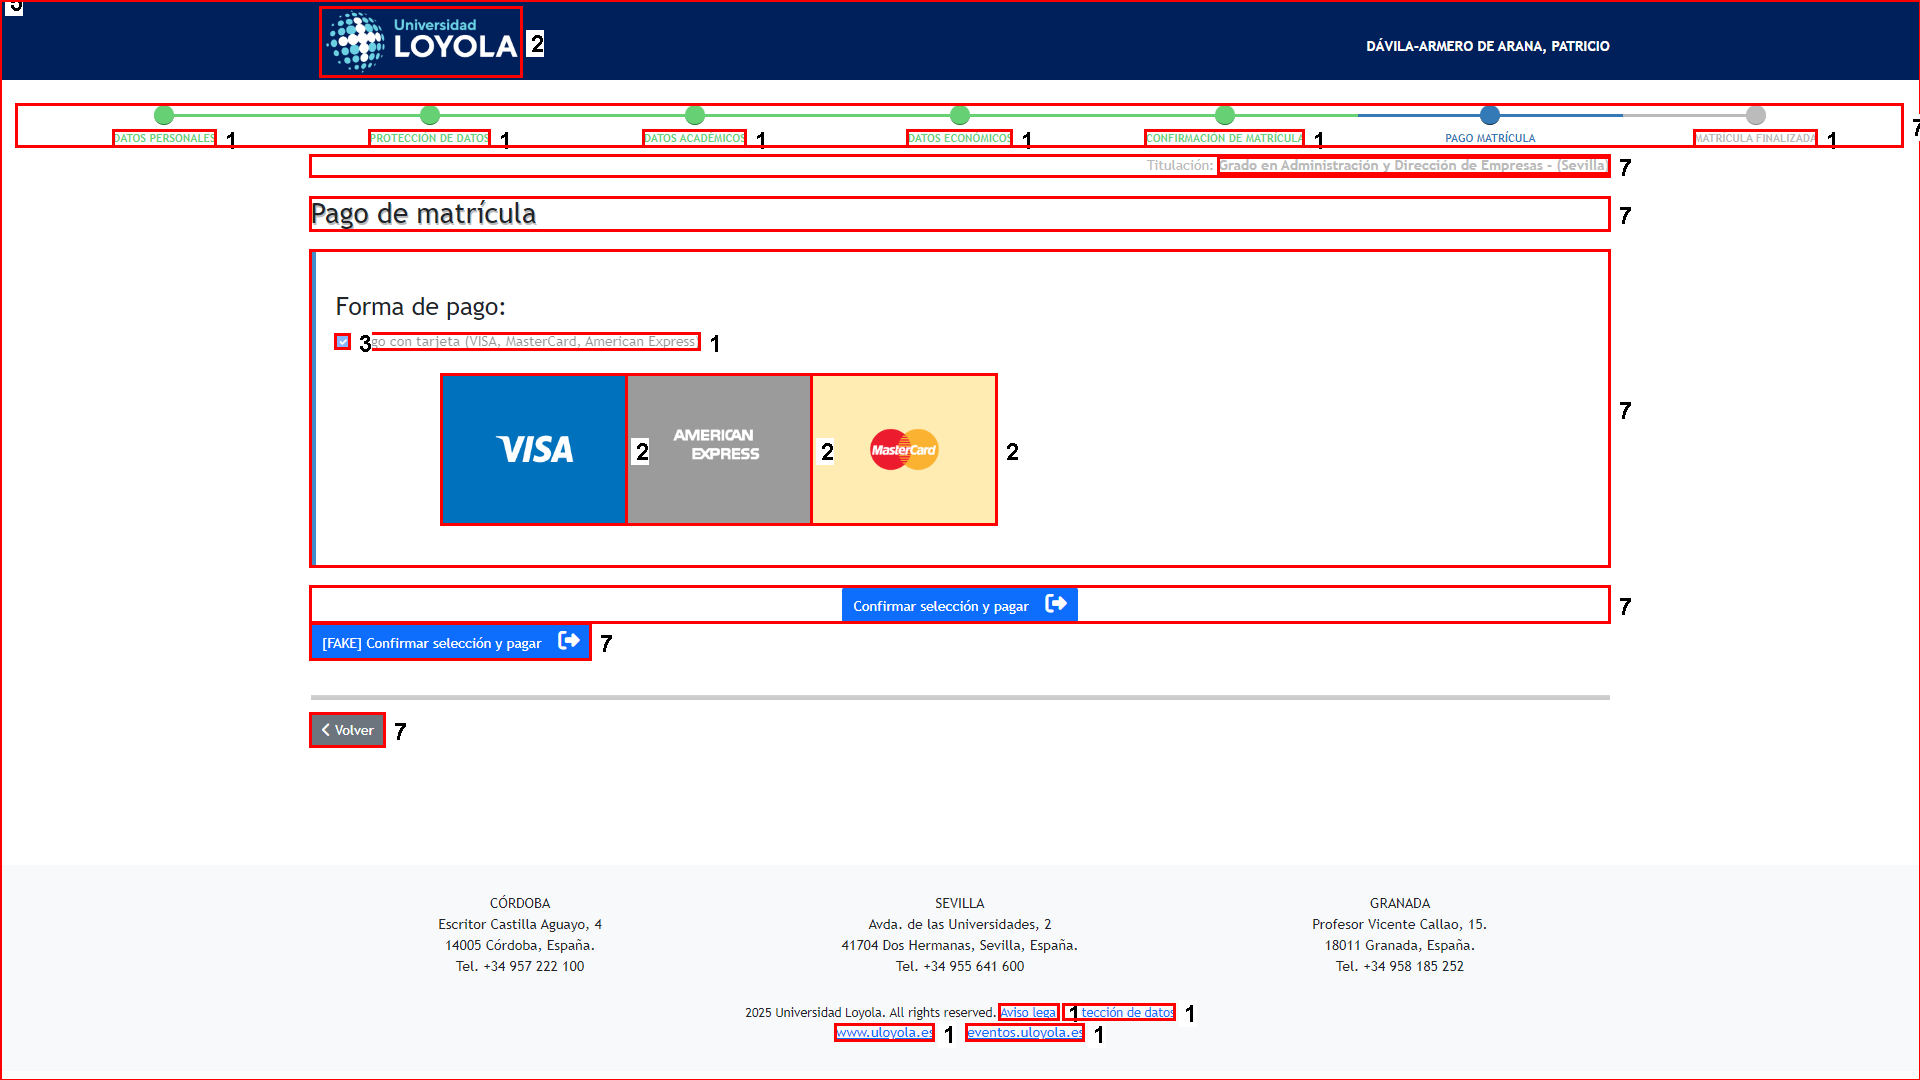 5
Universidad
LOYOLA
2
DÁVILA-ARMERO DE ARANA, PATRICIO
7
DATOS PERSONALES 1
PROTECCIÓN DE DATOS 1
DATOS ACADÉMICOS 1
DATOS ECONÓMICOS 1
CONFIRMACIÓN DE MATRÍCULA 1
PAGO MATRÍCULA
MATRÍCULA FINALIZADA 1
Titulación: Grado en Administración y Dirección de Empresas - (Sevilla) 7
Pago de matrícula 7
Forma de pago:
3 go con tarjeta (VISA, MasterCard, American Express) 1
7
VISA 2
AMERICAN
EXPRESS 2
MasterCard 2
Confirmar selección y pagar 7
[FAKE] Confirmar selección y pagar 7
Volver 7
CÓRDOBA
Escritor Castilla Aguayo, 4
14005 Córdoba, España.
Tel. +34 957 222 100
SEVILLA
Avda. de las Universidades, 2
41704 Dos Hermanas, Sevilla, España.
Tel. +34 955 641 600
GRANADA
Profesor Vicente Callao, 15.
18011 Granada, España.
Tel. +34 958 185 252
2025 Universidad Loyola. All rights reserved. Aviso legal 1 tección de datos 1
www.uloyola.es 1 eventos.uloyola.es 1